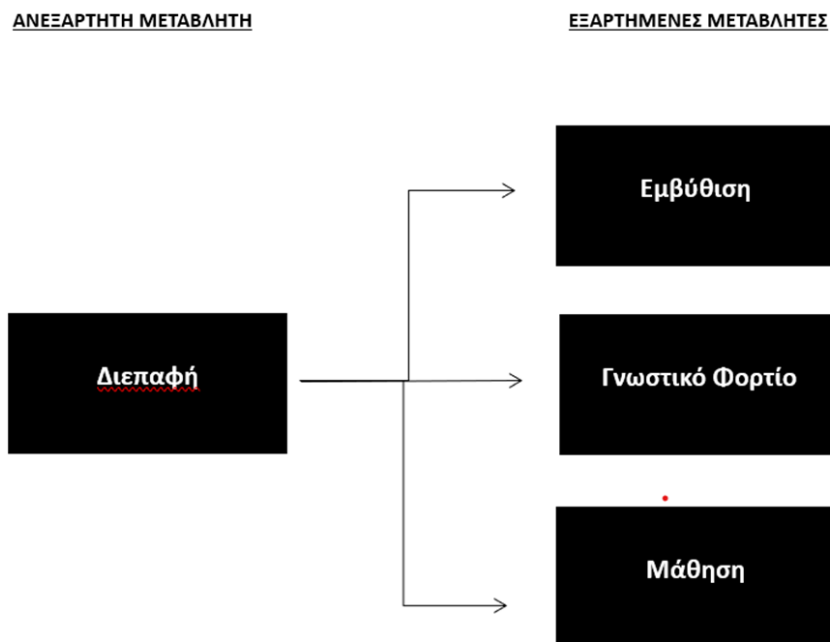 ΑΝΕΞΑΡΤΗΤΗ ΜΕΤΑΒΛΗΤΗ
ΕΞΑΡΤΗΜΕΝΕΣ ΜΕΤΑΒΛΗΤΕΣ
Εμβύθιση
Διεπαφή
Γνωστικό Φορτίο
Μάθηση